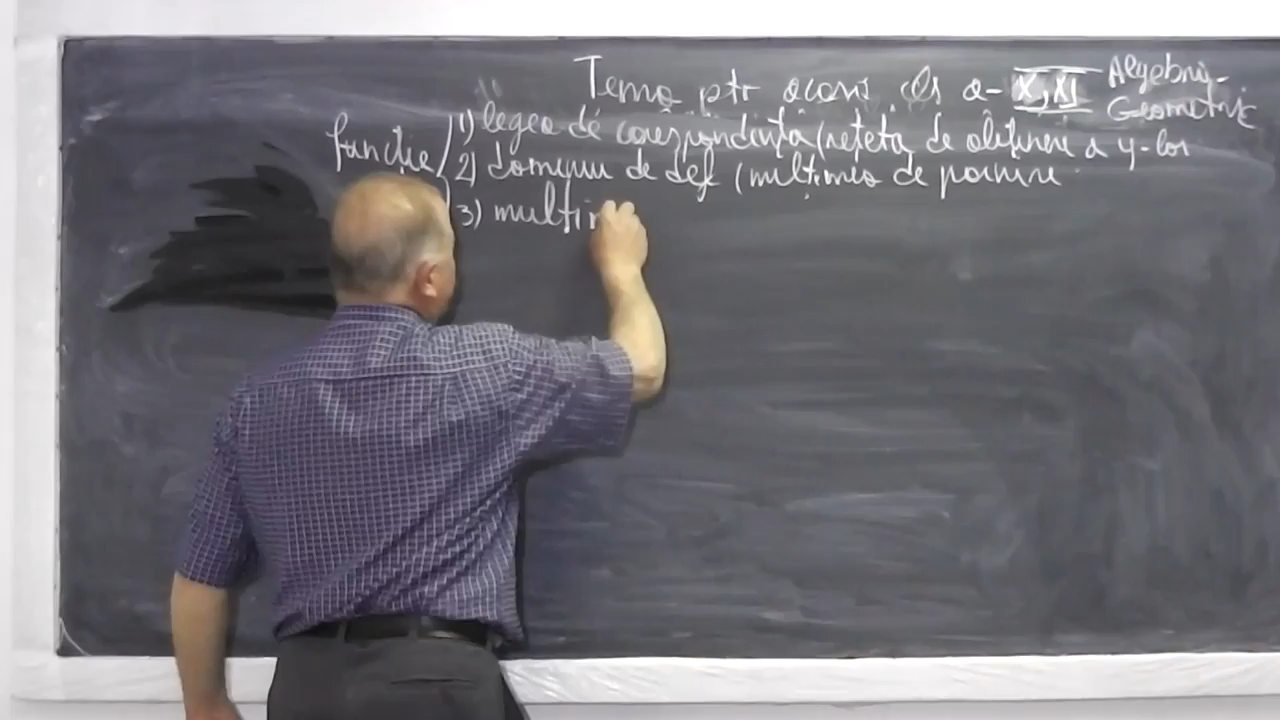 Tema ptr acasă cls a- X, XI Algebră-
Geometrie
funcție 1) legea de corespondență (rețeta de obținere a y-lor
2) domeniu de def (mulțimea de pornire
3) mulțim